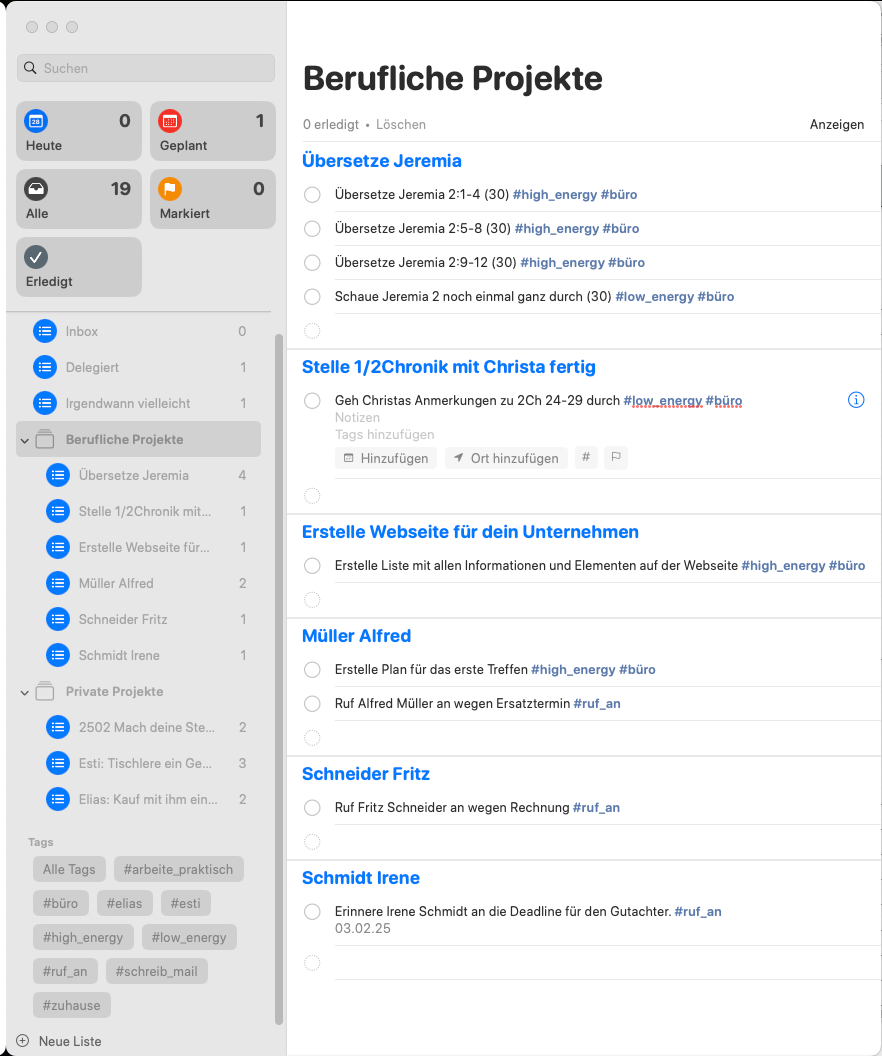 Suchen
28
0
Heute
1
Geplant
19
Alle
0
Markiert
Erledigt
Inbox 0
Delegiert 1
Irgendwann vielleicht 1
Berufliche Projekte
Übersetze Jeremia 4
Stelle 1/2Chronik mit... 1
Erstelle Webseite für... 1
Müller Alfred 2
Schneider Fritz 1
Schmidt Irene 1
Private Projekte
2502 Mach deine Ste... 2
Esti: Tischlere ein Ge... 3
Elias: Kauf mit ihm ein... 2
Tags
Alle Tags #arbeite_praktisch
#büro #elias #esti
#high_energy #low_energy
#ruf_an #schreib_mail
#zuhause
Neue Liste
Berufliche Projekte
0 erledigt • Löschen Anzeigen
Übersetze Jeremia
Übersetze Jeremia 2:1-4 (30) #high_energy #büro
Übersetze Jeremia 2:5-8 (30) #high_energy #büro
Übersetze Jeremia 2:9-12 (30) #high_energy #büro
Schaue Jeremia 2 noch einmal ganz durch (30) #low_energy #büro
Stelle 1/2Chronik mit Christa fertig
Geh Christas Anmerkungen zu 2Ch 24-29 durch #low_energy #büro
Notizen
Tags hinzufügen
Hinzufügen Ort hinzufügen #
Erstelle Webseite für dein Unternehmen
Erstelle Liste mit allen Informationen und Elementen auf der Webseite #high_energy #büro
Müller Alfred
Erstelle Plan für das erste Treffen #high_energy #büro
Ruf Alfred Müller an wegen Ersatztermin #ruf_an
Schneider Fritz
Ruf Fritz Schneider an wegen Rechnung #ruf_an
Schmidt Irene
Erinnere Irene Schmidt an die Deadline für den Gutachter. #ruf_an
03.02.25